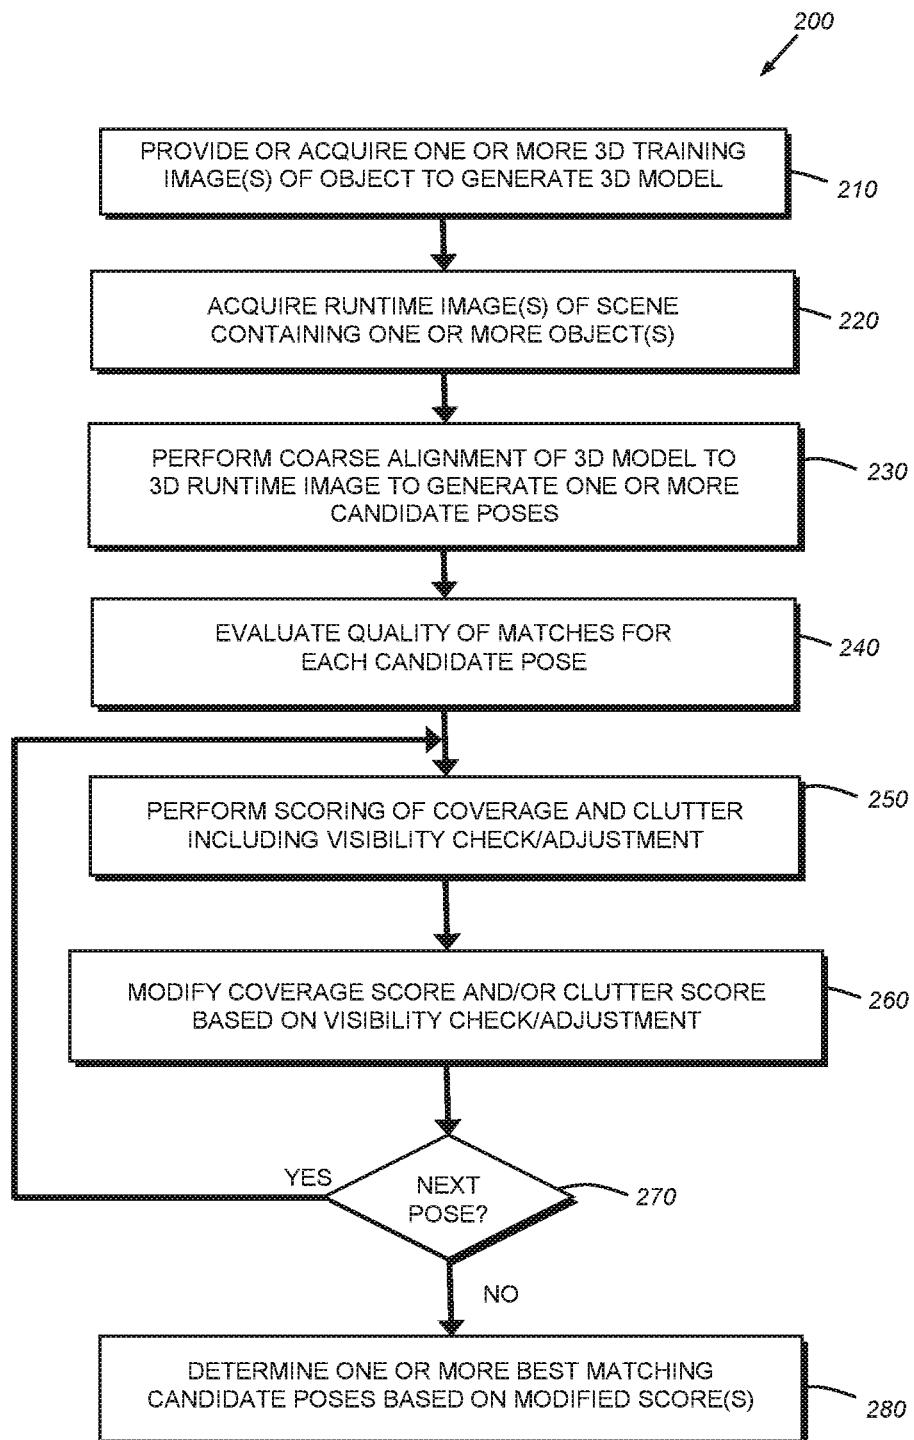 200
PROVIDE OR ACQUIRE ONE OR MORE 3D TRAINING
IMAGE(S) OF OBJECT TO GENERATE 3D MODEL
210
ACQUIRE RUNTIME IMAGE(S) OF SCENE
CONTAINING ONE OR MORE OBJECT(S)
220
PERFORM COARSE ALIGNMENT OF 3D MODEL TO
3D RUNTIME IMAGE TO GENERATE ONE OR MORE
CANDIDATE POSES
230
EVALUATE QUALITY OF MATCHES FOR
EACH CANDIDATE POSE
240
PERFORM SCORING OF COVERAGE AND CLUTTER
INCLUDING VISIBILITY CHECK/ADJUSTMENT
250
MODIFY COVERAGE SCORE AND/OR CLUTTER SCORE
BASED ON VISIBILITY CHECK/ADJUSTMENT
260
YES
NEXT
POSE?
270
NO
DETERMINE ONE OR MORE BEST MATCHING
CANDIDATE POSES BASED ON MODIFIED SCORE(S)
280